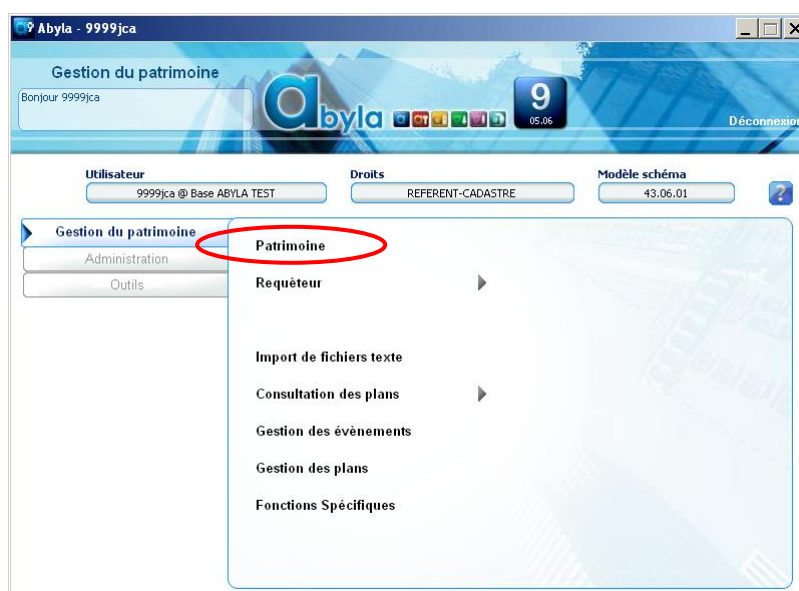 Abyla - 9999jca
Gestion du patrimoine
Bonjour 9999jca
abyla
9
05.06
Déconnexion
Utilisateur Droits Modèle schéma
9999jca @ Base ABYLA TEST REFERENT-CADASTRE 43.06.01 ?
Gestion du patrimoine
Administration
Outils
Patrimoine
Requêteur
Import de fichiers texte
Consultation des plans
Gestion des évènements
Gestion des plans
Fonctions Spécifiques